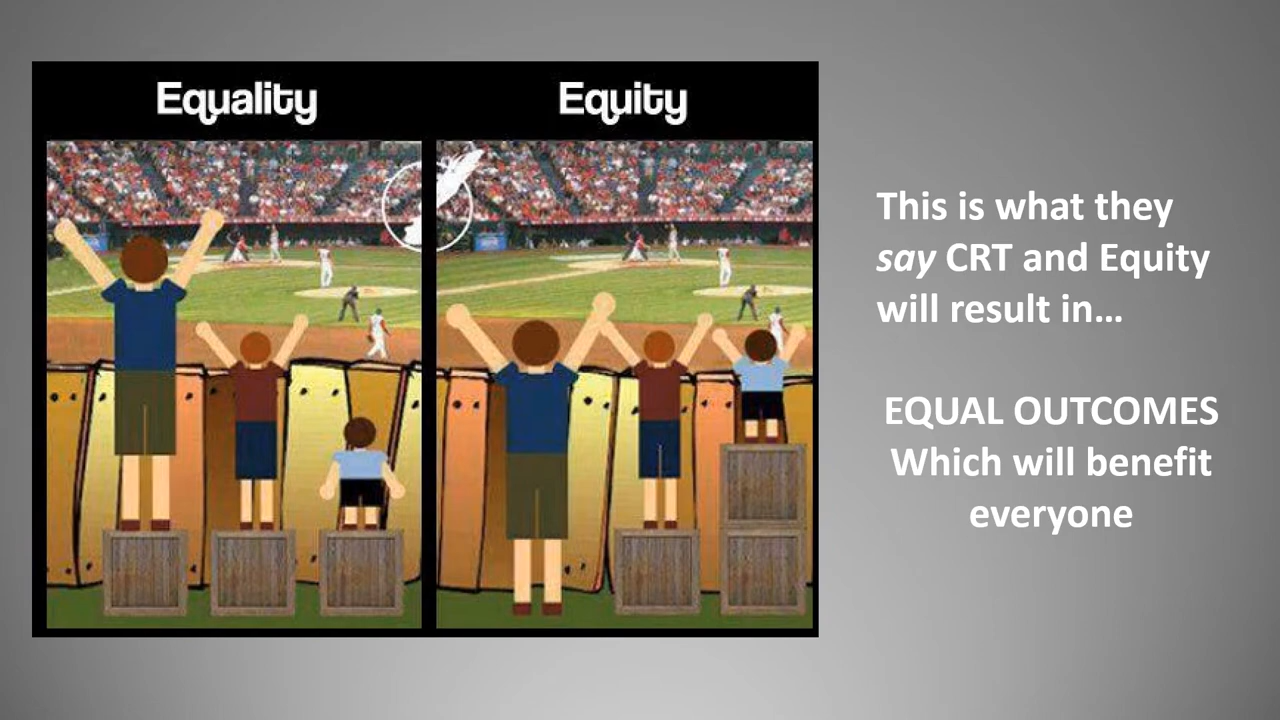 Equality
Equity
This is what they
say CRT and Equity
will result in…
EQUAL OUTCOMES
Which will benefit
everyone